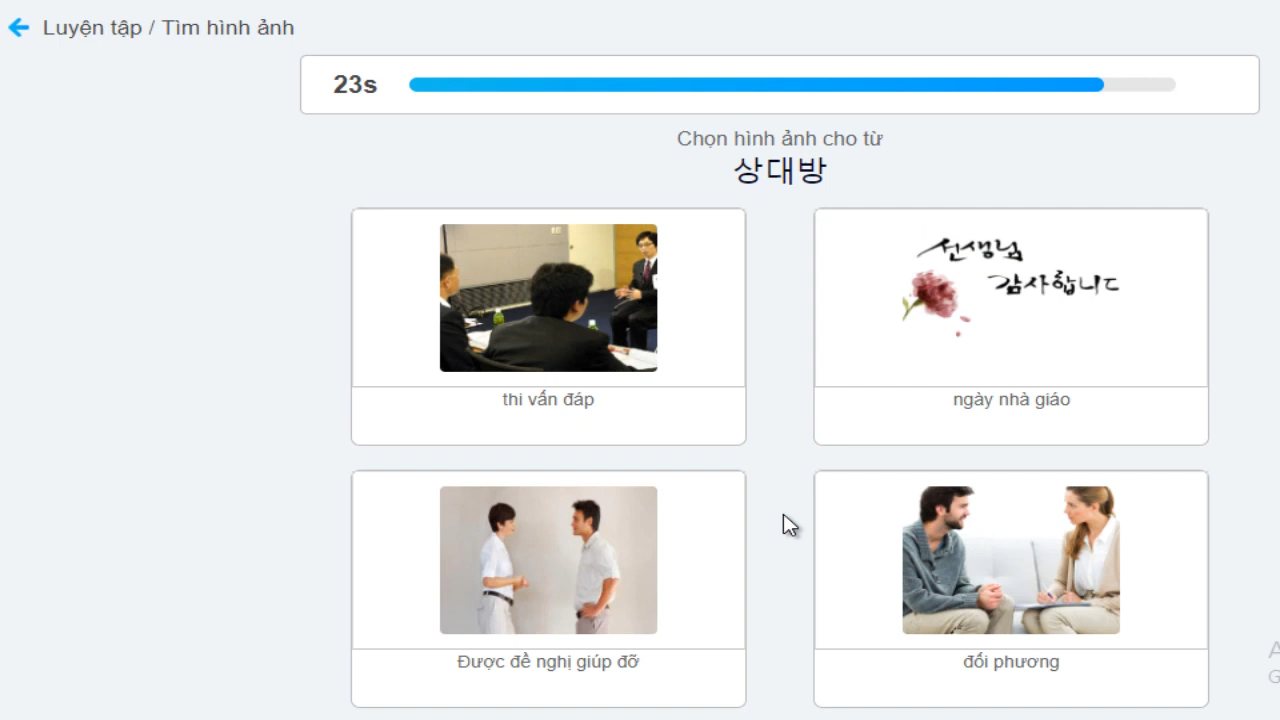 Luyện tập / Tìm hình ảnh
23s
Chọn hình ảnh cho từ
상대방
선생님
감사합니다
thi vấn đáp
ngày nhà giáo
Được đề nghị giúp đỡ
đối phương